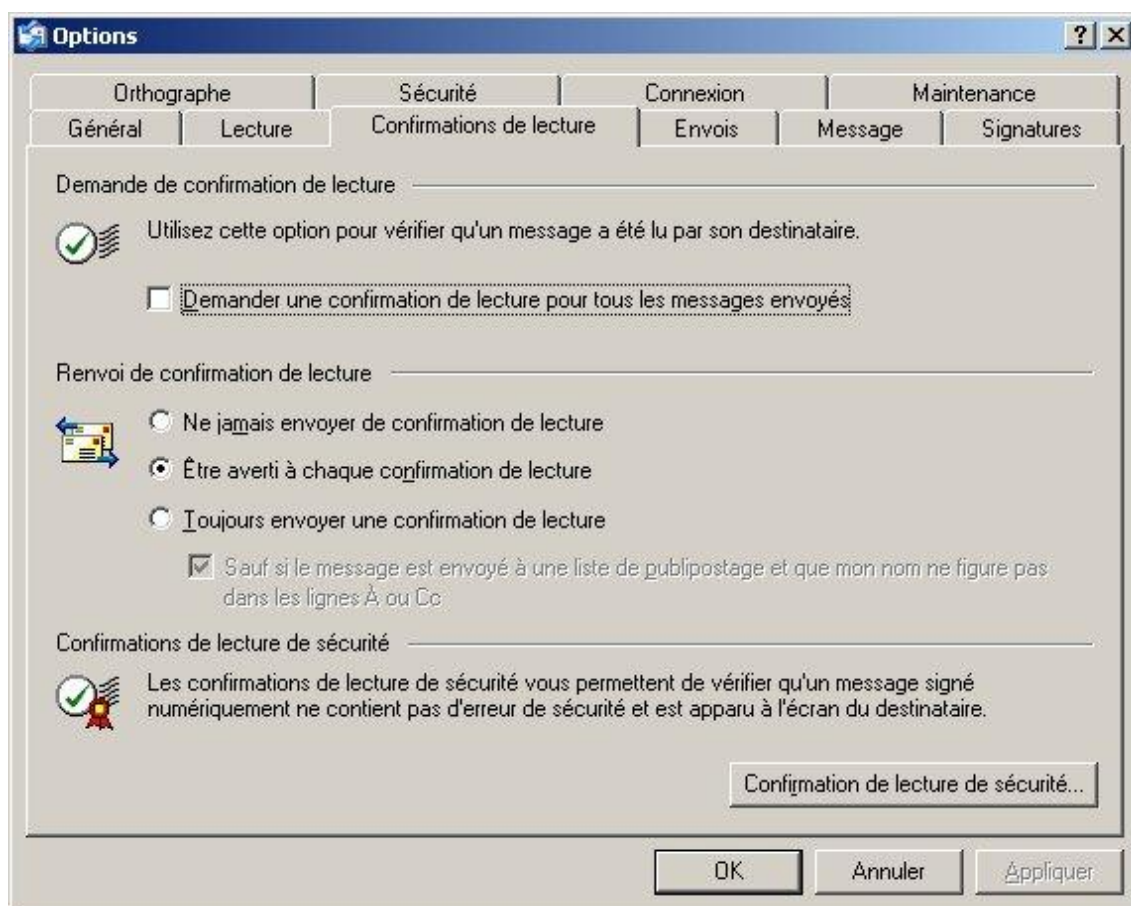 Options
Orthographe Sécurité Connexion Maintenance
Général Lecture Confirmations de lecture Envois Message Signatures
Demande de confirmation de lecture
Utilisez cette option pour vérifier qu'un message a été lu par son destinataire.
Demander une confirmation de lecture pour tous les messages envoyés
Renvoi de confirmation de lecture
Ne jamais envoyer de confirmation de lecture
Être averti à chaque confirmation de lecture
Toujours envoyer une confirmation de lecture
Sauf si le message est envoyé à une liste de publipostage et que mon nom ne figure pas
dans les lignes À ou Cc
Confirmations de lecture de sécurité
Les confirmations de lecture de sécurité vous permettent de vérifier qu'un message signé
numériquement ne contient pas d'erreur de sécurité et est apparu à l'écran du destinataire.
Confirmation de lecture de sécurité...
OK Annuler Appliquer